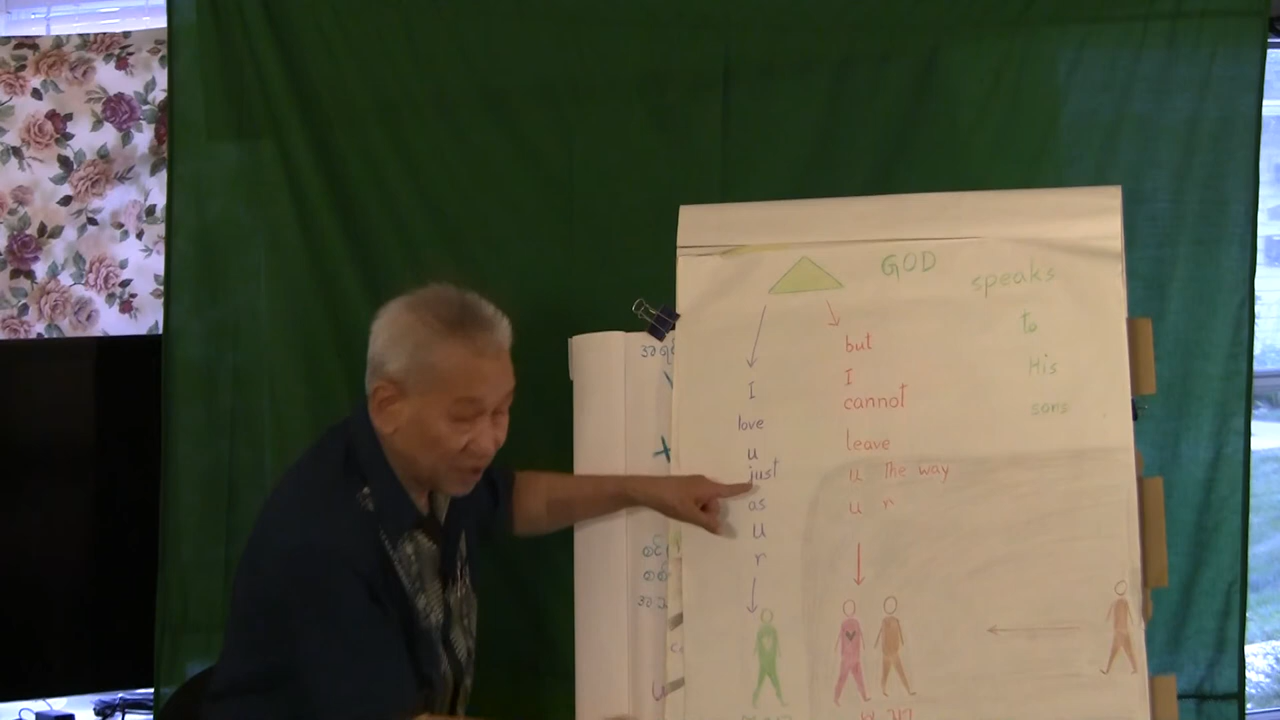 GOD
speaks
to
His
sons
I
love
u
just
as
u
r
but
I
cannot
leave
u the way
u r